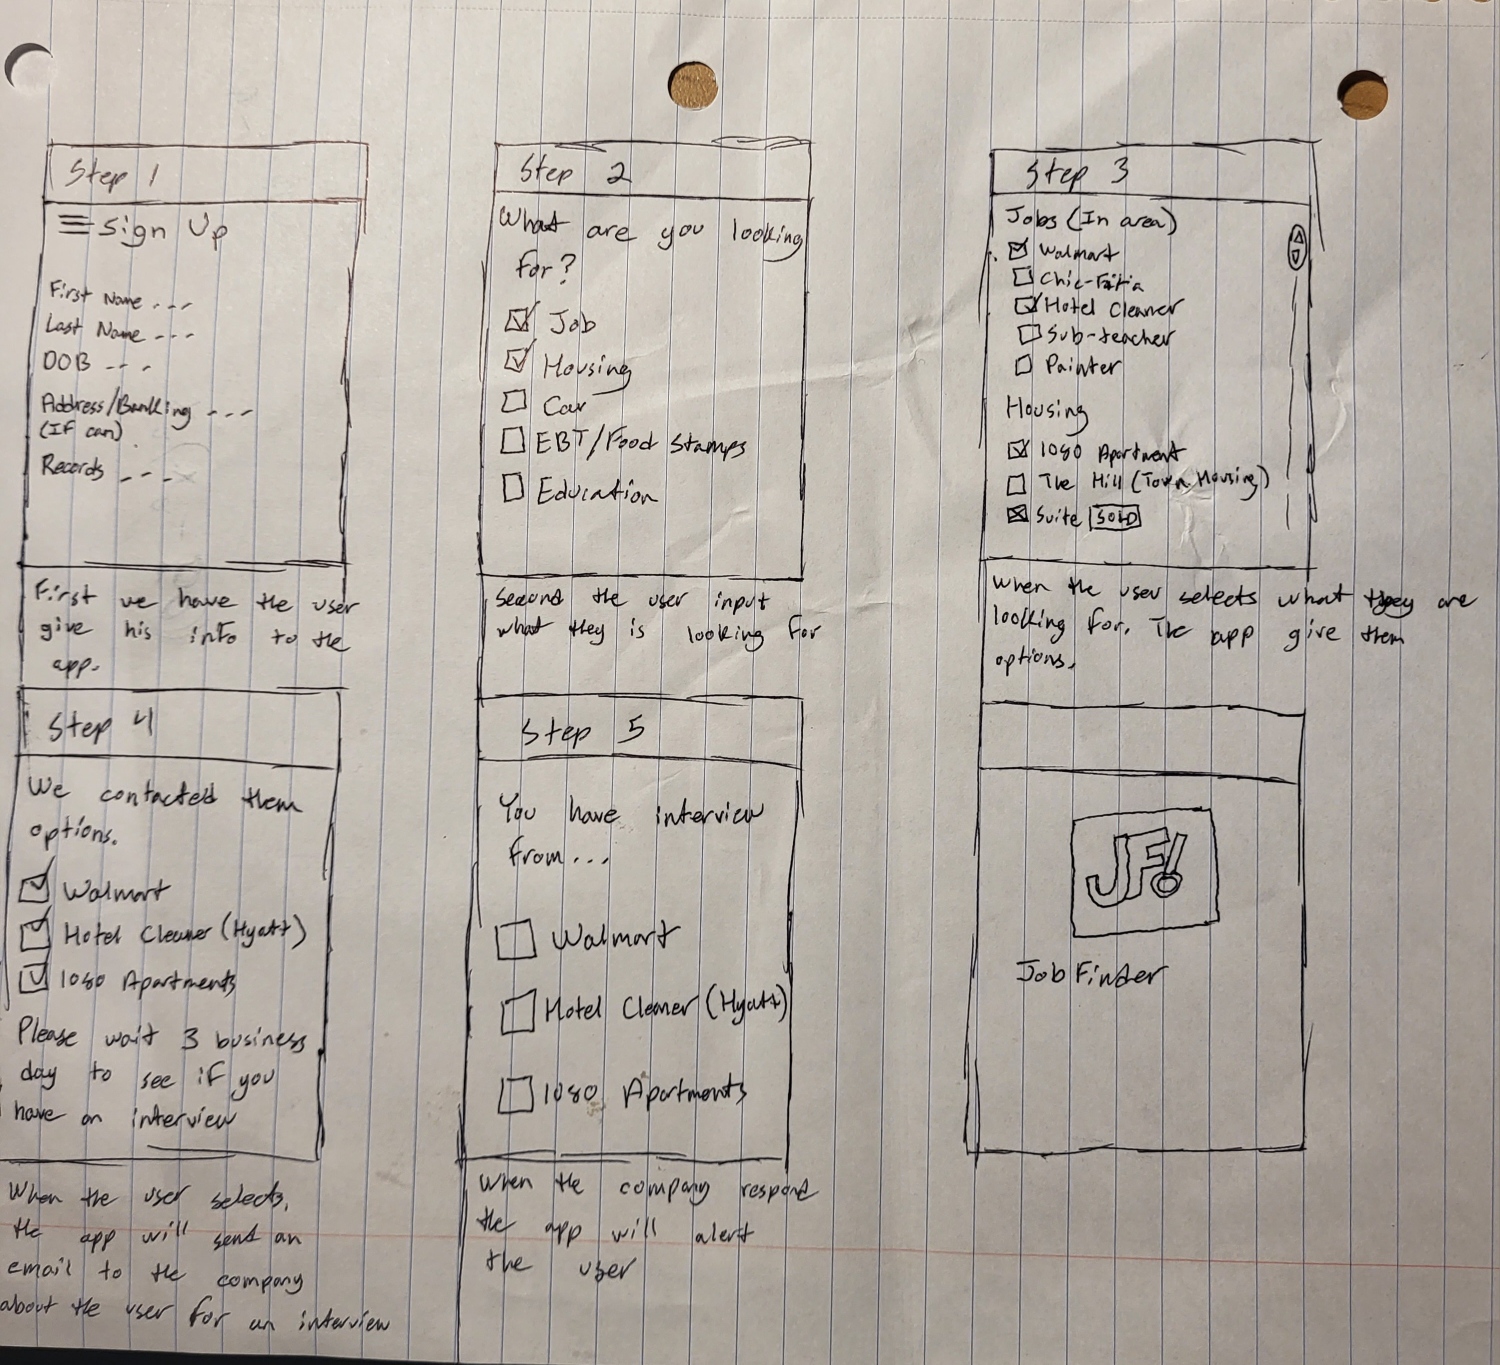 Step 1
Sign Up
First Name ---
Last Name ---
DOB ---
Address/Banking ---
(If can)
Records ---
First we have the user
give his info to the
app.
Step 2
What are you looking
for?
Job
Housing
Car
EBT/Food Stamps
Education
Second the user input
what they is looking for
Step 3
Jobs (In area)
Walmart
Hotel Cleaner
Sub-teacher
Painter
Housing
1080 Apartment
The Hill (Town Housing)
Suite SOLD
when the user selects what they are
looking for. The app give them
options.
Step 4
We contacted them
options.
Walmart
Hotel Cleaner (Hyatt)
1080 Apartments
Please wait 3 business
day to see if you
have an interview
When the user selects,
the app will send an
email to the company
about the user for an interview
Step 5
You have interview
from...
Walmart
Hotel Cleaner (Hyatt)
1080 Apartments
When the company respond
the app will alert
the user
JF!
Job Finder